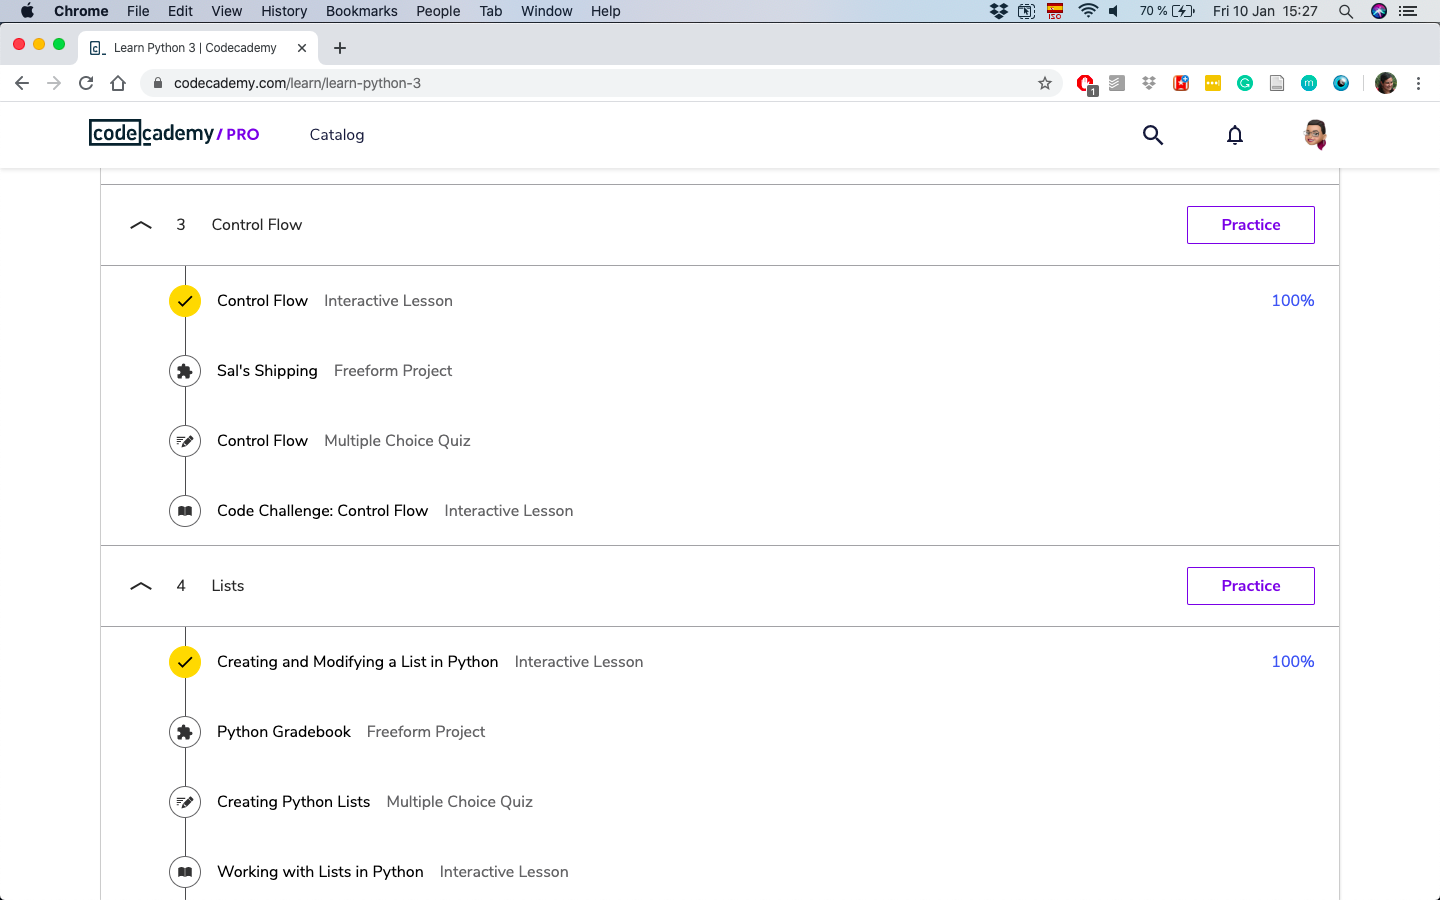 Chrome File Edit View History Bookmarks People Tab Window Help ISO 70 % Fri 10 Jan 15:27
Learn Python 3 | Codecademy
codecademy.com/learn/learn-python-3 1 m
codecademy / PRO Catalog
3 Control Flow Practice
Control Flow Interactive Lesson 100%
Sal's Shipping Freeform Project
Control Flow Multiple Choice Quiz
Code Challenge: Control Flow Interactive Lesson
4 Lists Practice
Creating and Modifying a List in Python Interactive Lesson 100%
Python Gradebook Freeform Project
Creating Python Lists Multiple Choice Quiz
Working with Lists in Python Interactive Lesson